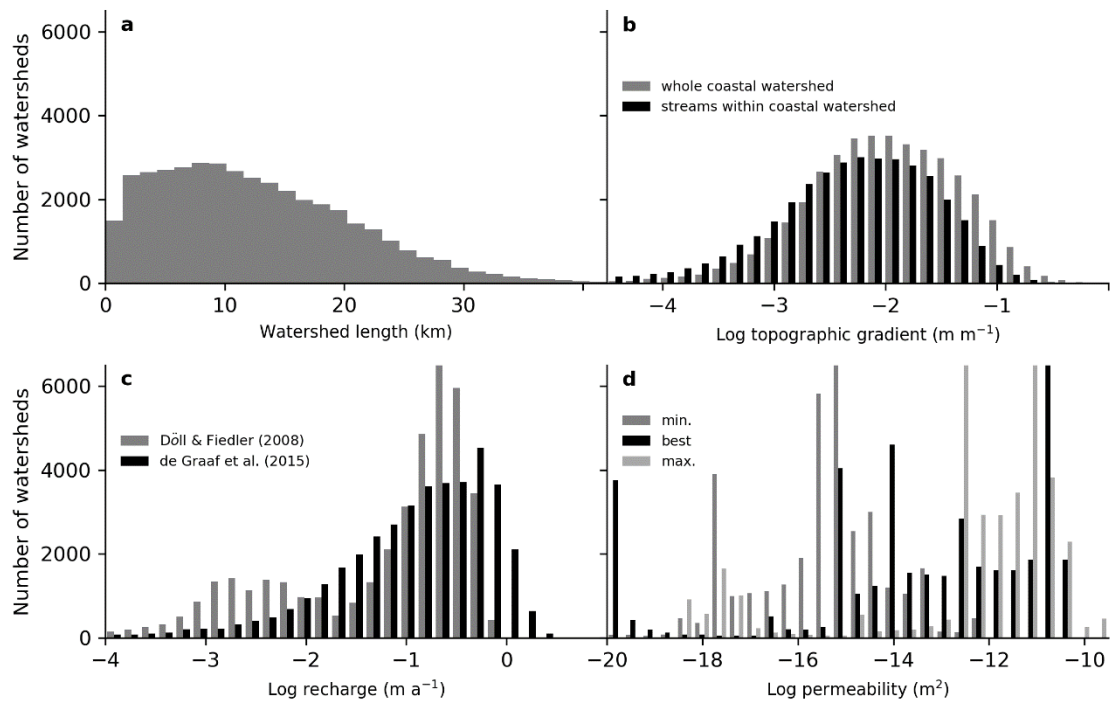 a
6000
4000
2000
0
Number of watersheds
0
10
20
30
Watershed length (km)
b
whole coastal watershed
streams within coastal watershed
−4
−3
−2
−1
Log topographic gradient (m m⁻¹)
c
6000
4000
2000
0
Number of watersheds
Döll & Fiedler (2008)
de Graaf et al. (2015)
−4
−3
−2
−1
0
Log recharge (m a⁻¹)
d
min.
best
max.
−20
−18
−16
−14
−12
−10
Log permeability (m²)